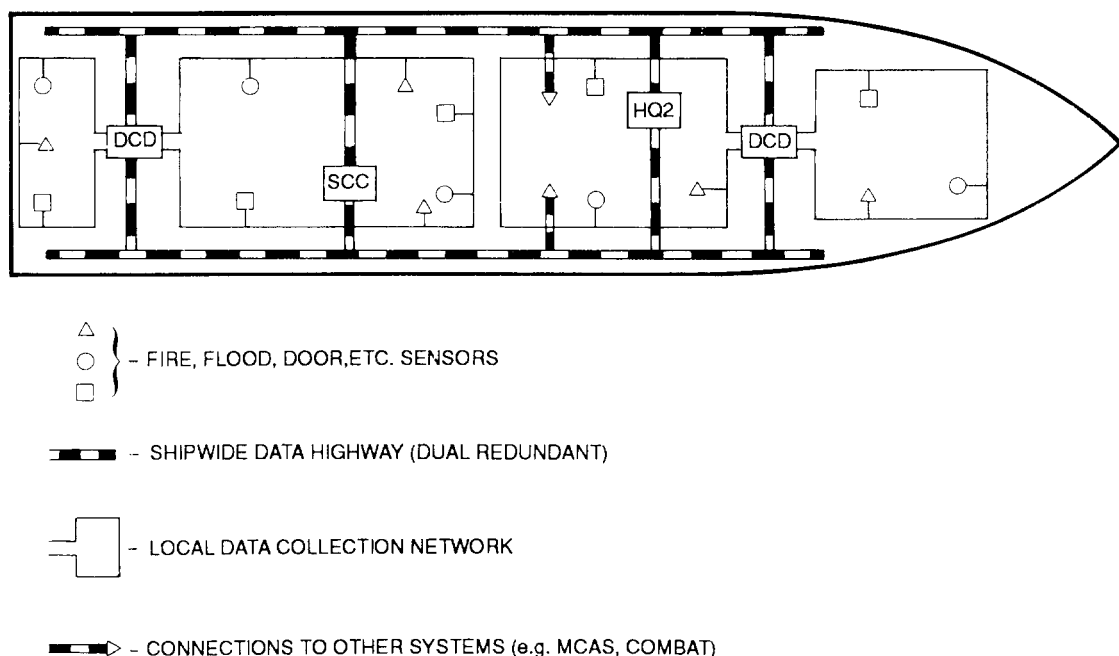 HQ2
DCD
DCD
SCC
- FIRE, FLOOD, DOOR,ETC. SENSORS
- SHIPWIDE DATA HIGHWAY (DUAL REDUNDANT)
- LOCAL DATA COLLECTION NETWORK
- CONNECTIONS TO OTHER SYSTEMS (e.g. MCAS, COMBAT)